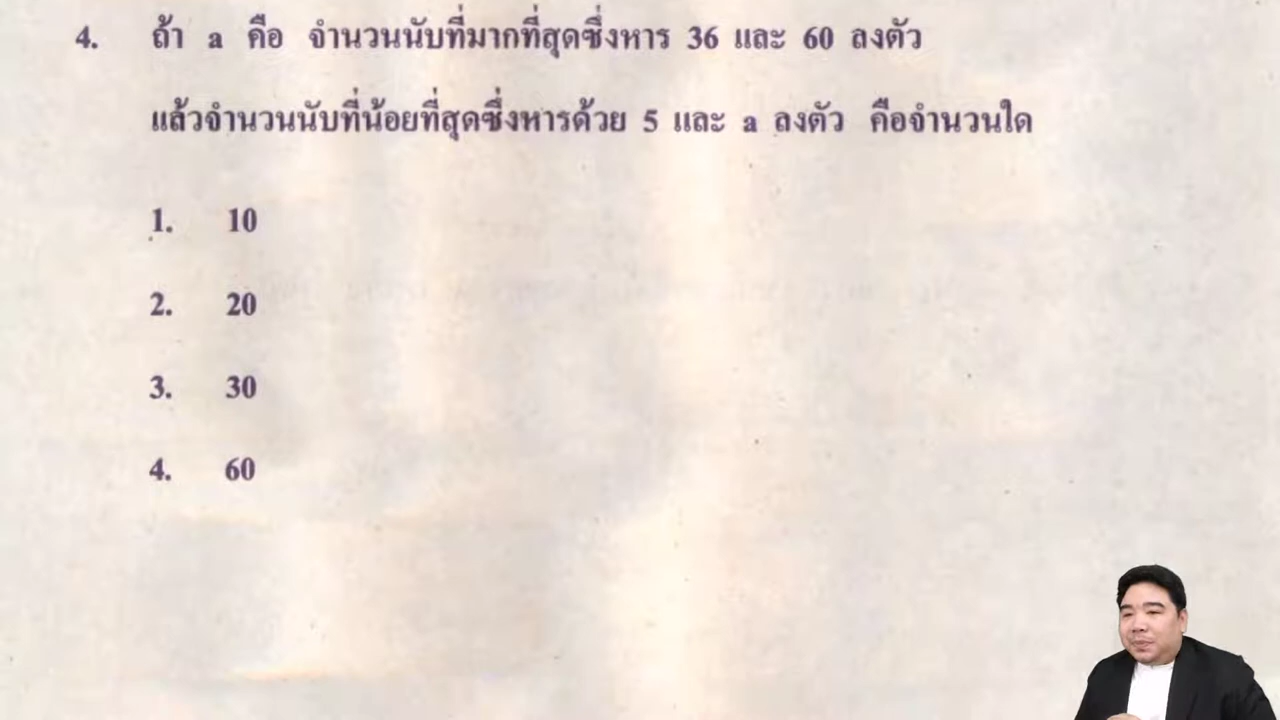 4. ถ้า a คือ จำนวนนับที่มากที่สุดซึ่งหาร 36 และ 60 ลงตัว
แล้วจำนวนนับที่น้อยที่สุดซึ่งหารด้วย 5 และ a ลงตัว คือจำนวนใด
1. 10
2. 20
3. 30
4. 60